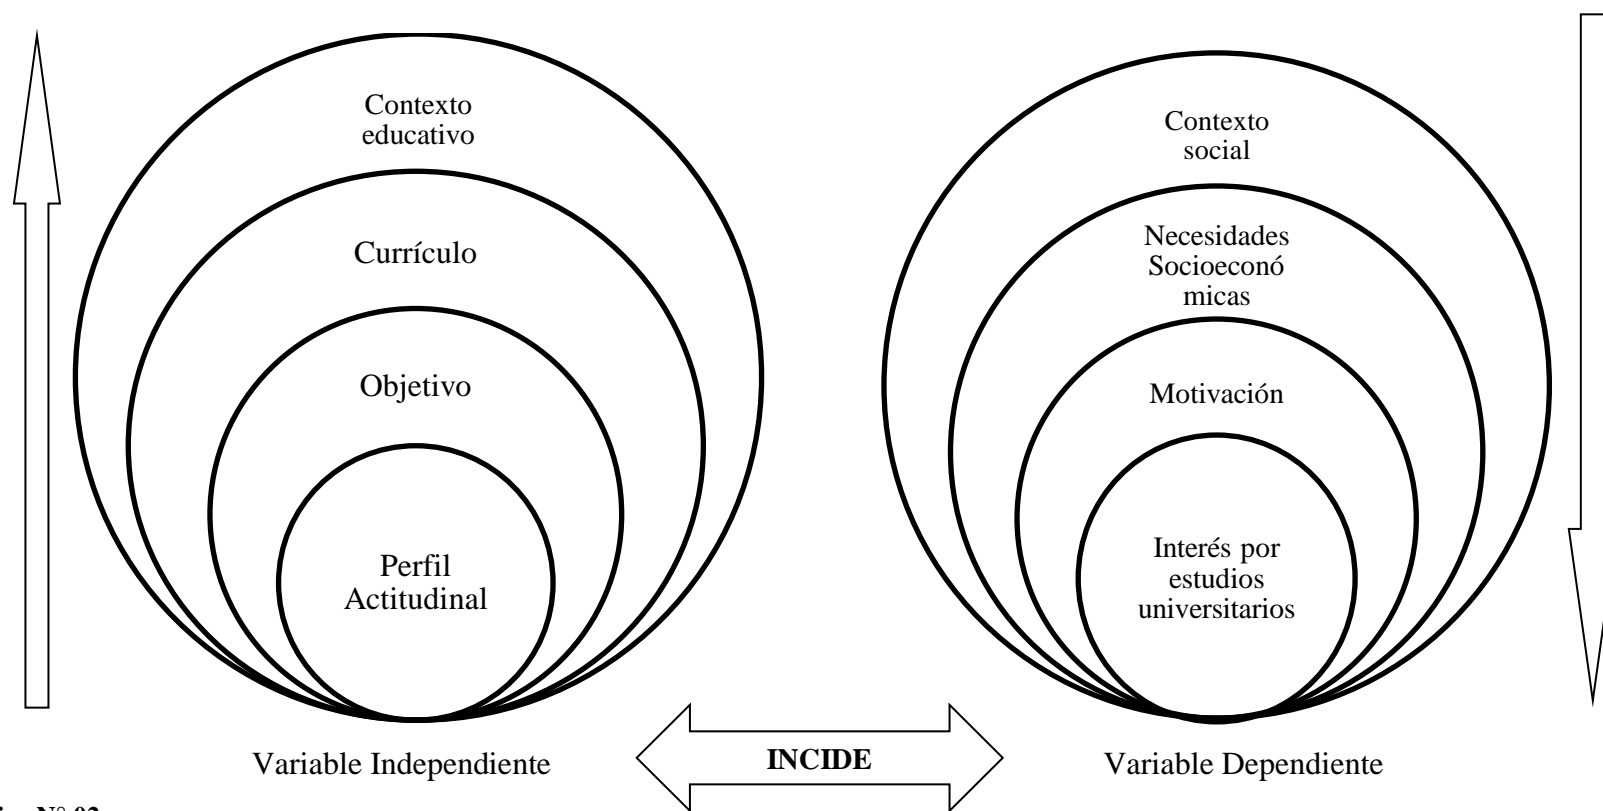 Contexto
educativo
Currículo
Objetivo
Perfil
Actitudinal
Contexto
social
Necesidades
Socioeconó
micas
Motivación
Interés por
estudios
universitarios
Variable Independiente
INCIDE
Variable Dependiente
N° 02